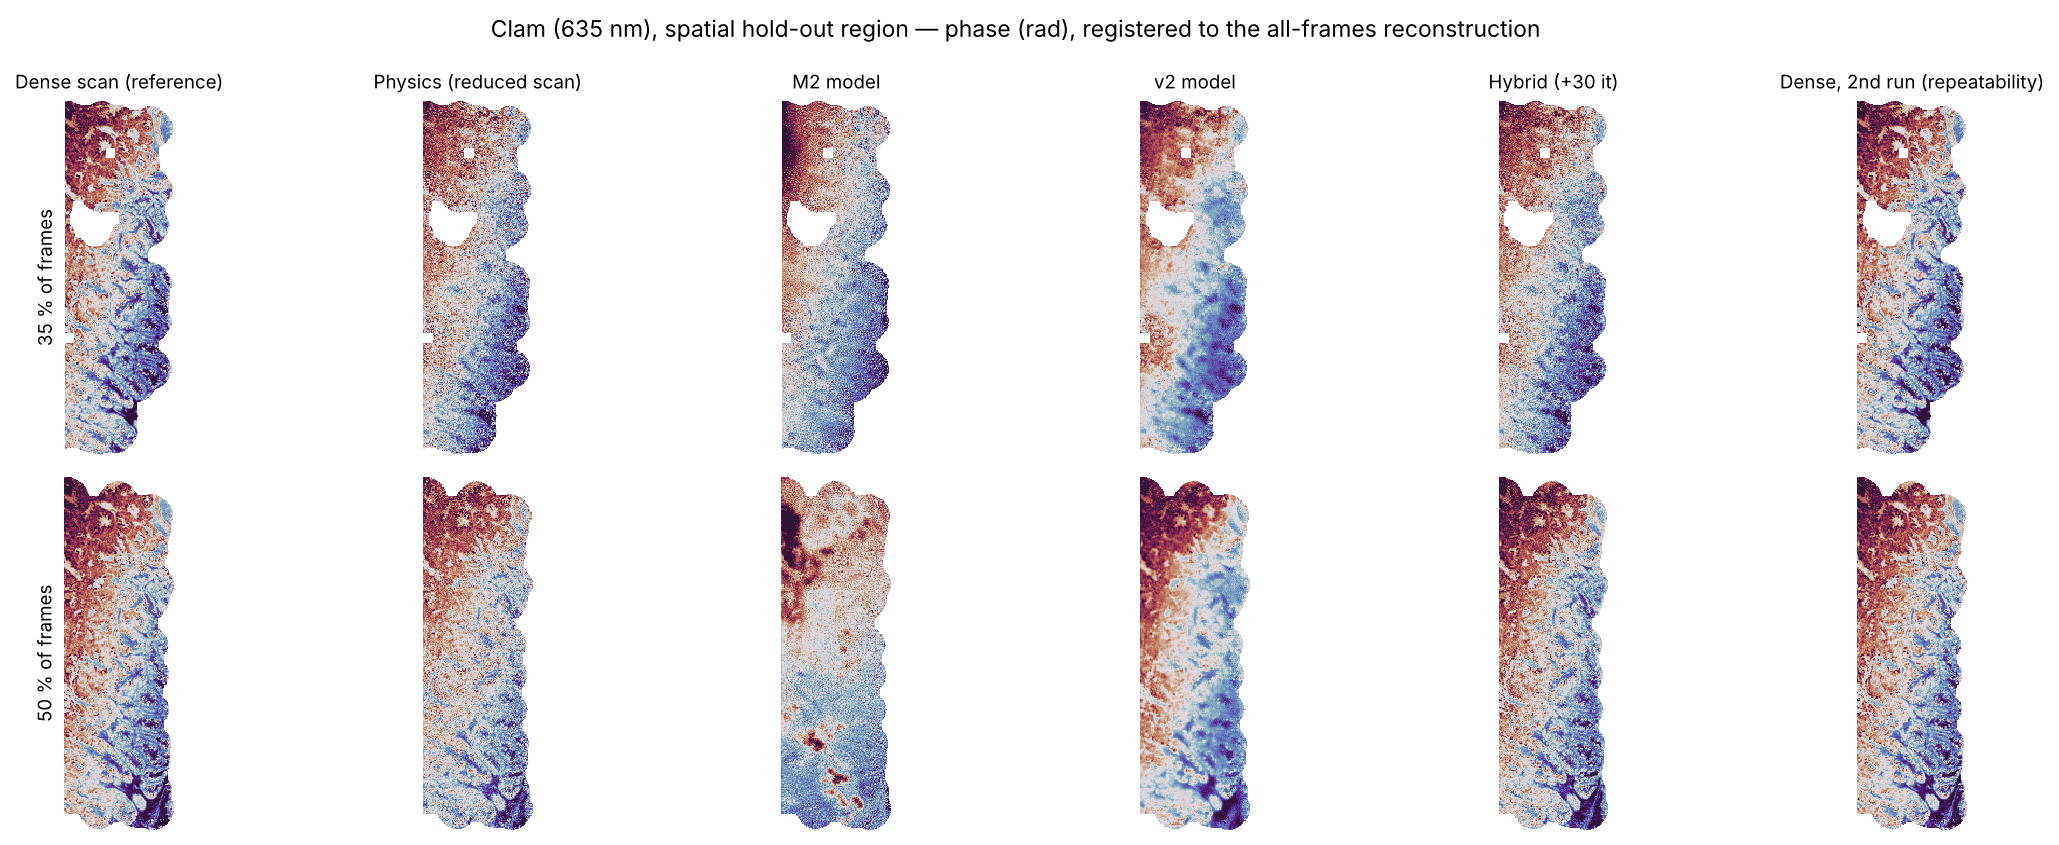 Clam (635 nm), spatial hold-out region — phase (rad), registered to the all-frames reconstruction
Dense scan (reference)
Physics (reduced scan)
M2 model
v2 model
Hybrid (+30 it)
Dense, 2nd run (repeatability)
35 % of frames
50 % of frames